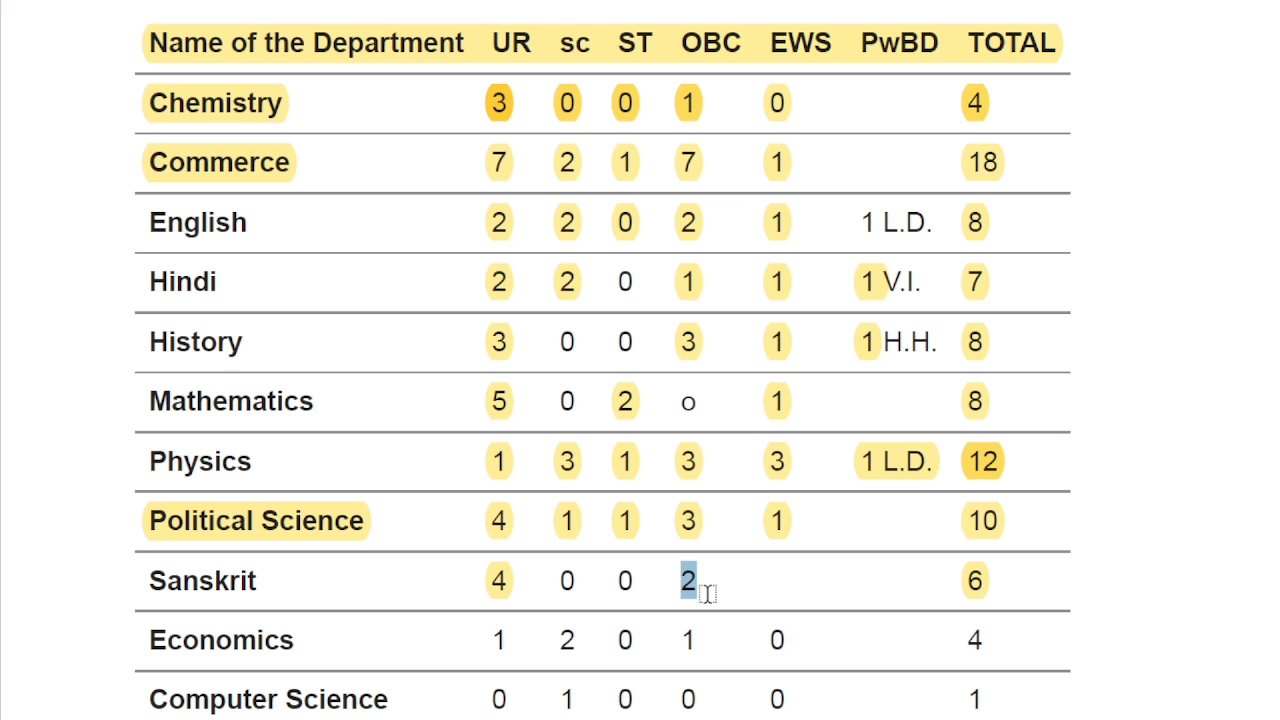 Name of the Department UR sc ST OBC EWS PwBD TOTAL
Chemistry 3 0 0 1 0 4
Commerce 7 2 1 7 1 18
English 2 2 0 2 1 1 L.D. 8
Hindi 2 2 0 1 1 1 V.I. 7
History 3 0 0 3 1 1 H.H. 8
Mathematics 5 0 2 o 1 8
Physics 1 3 1 3 3 1 L.D. 12
Political Science 4 1 1 3 1 10
Sanskrit 4 0 0 2 6
Economics 1 2 0 1 0 4
Computer Science 0 1 0 0 0 1